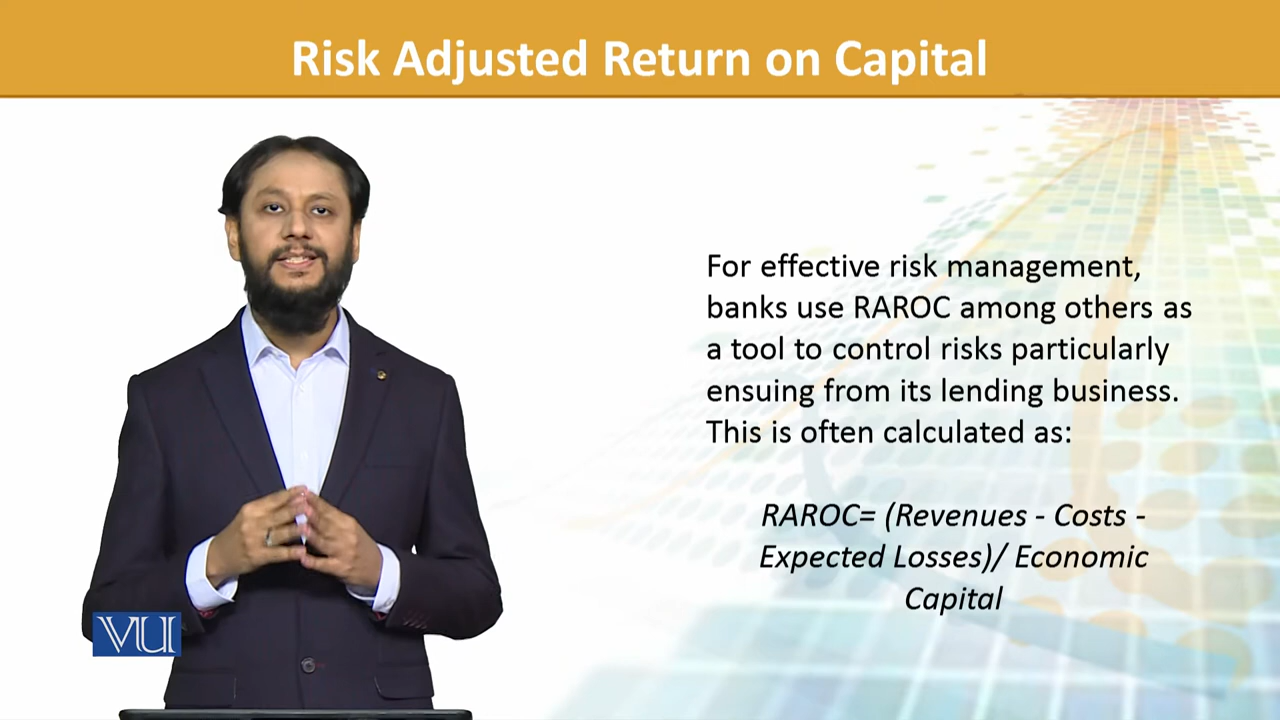 Risk Adjusted Return on Capital
For effective risk management,
banks use RAROC among others as
a tool to control risks particularly
ensuing from its lending business.
This is often calculated as:
RAROC= (Revenues - Costs -
Expected Losses)/ Economic
Capital
VU